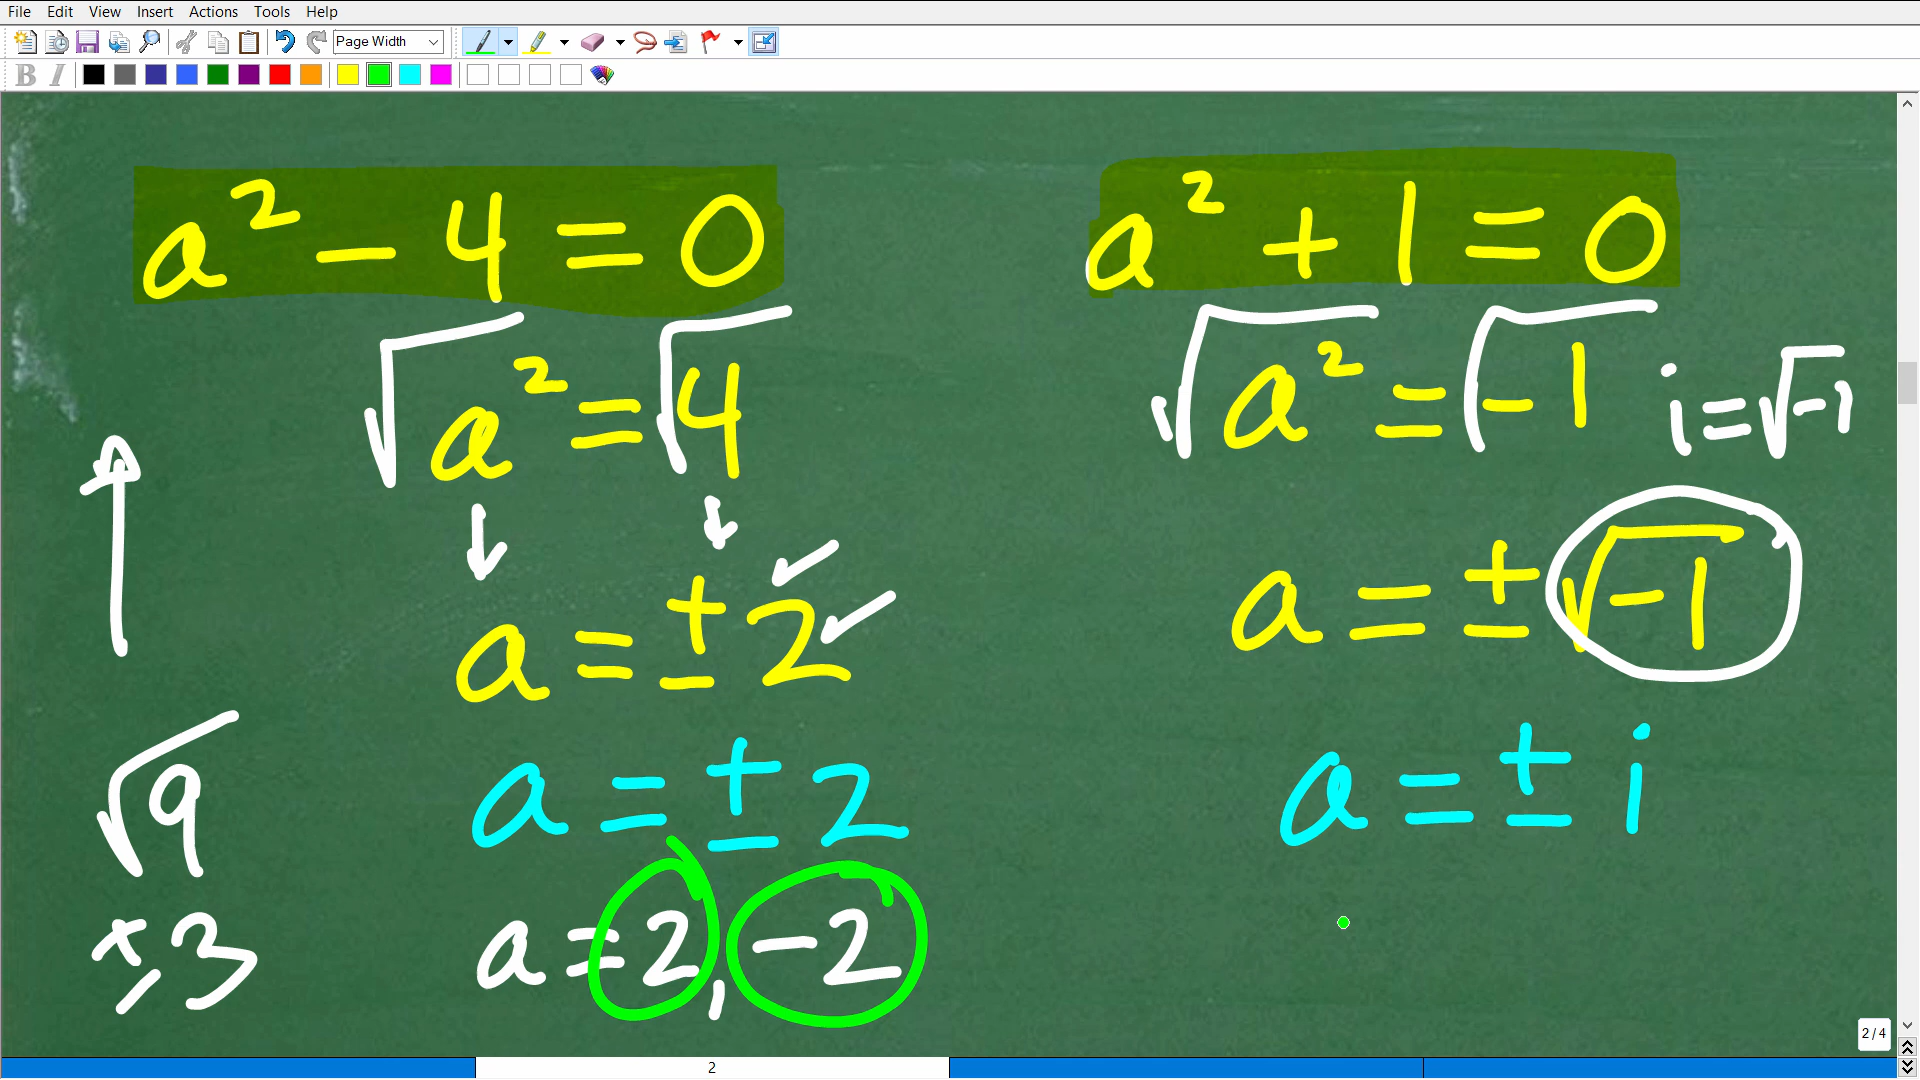 File Edit View Insert Actions Tools Help
Page Width
B I
a² - 4 = 0
√a² = √4
a = ± 2
a = ± 2
a = 2, -2
√9
± 3
a² + 1 = 0
√a² = √-1
i = √-1
a = ± √-1
a = ± i
2 / 4
2